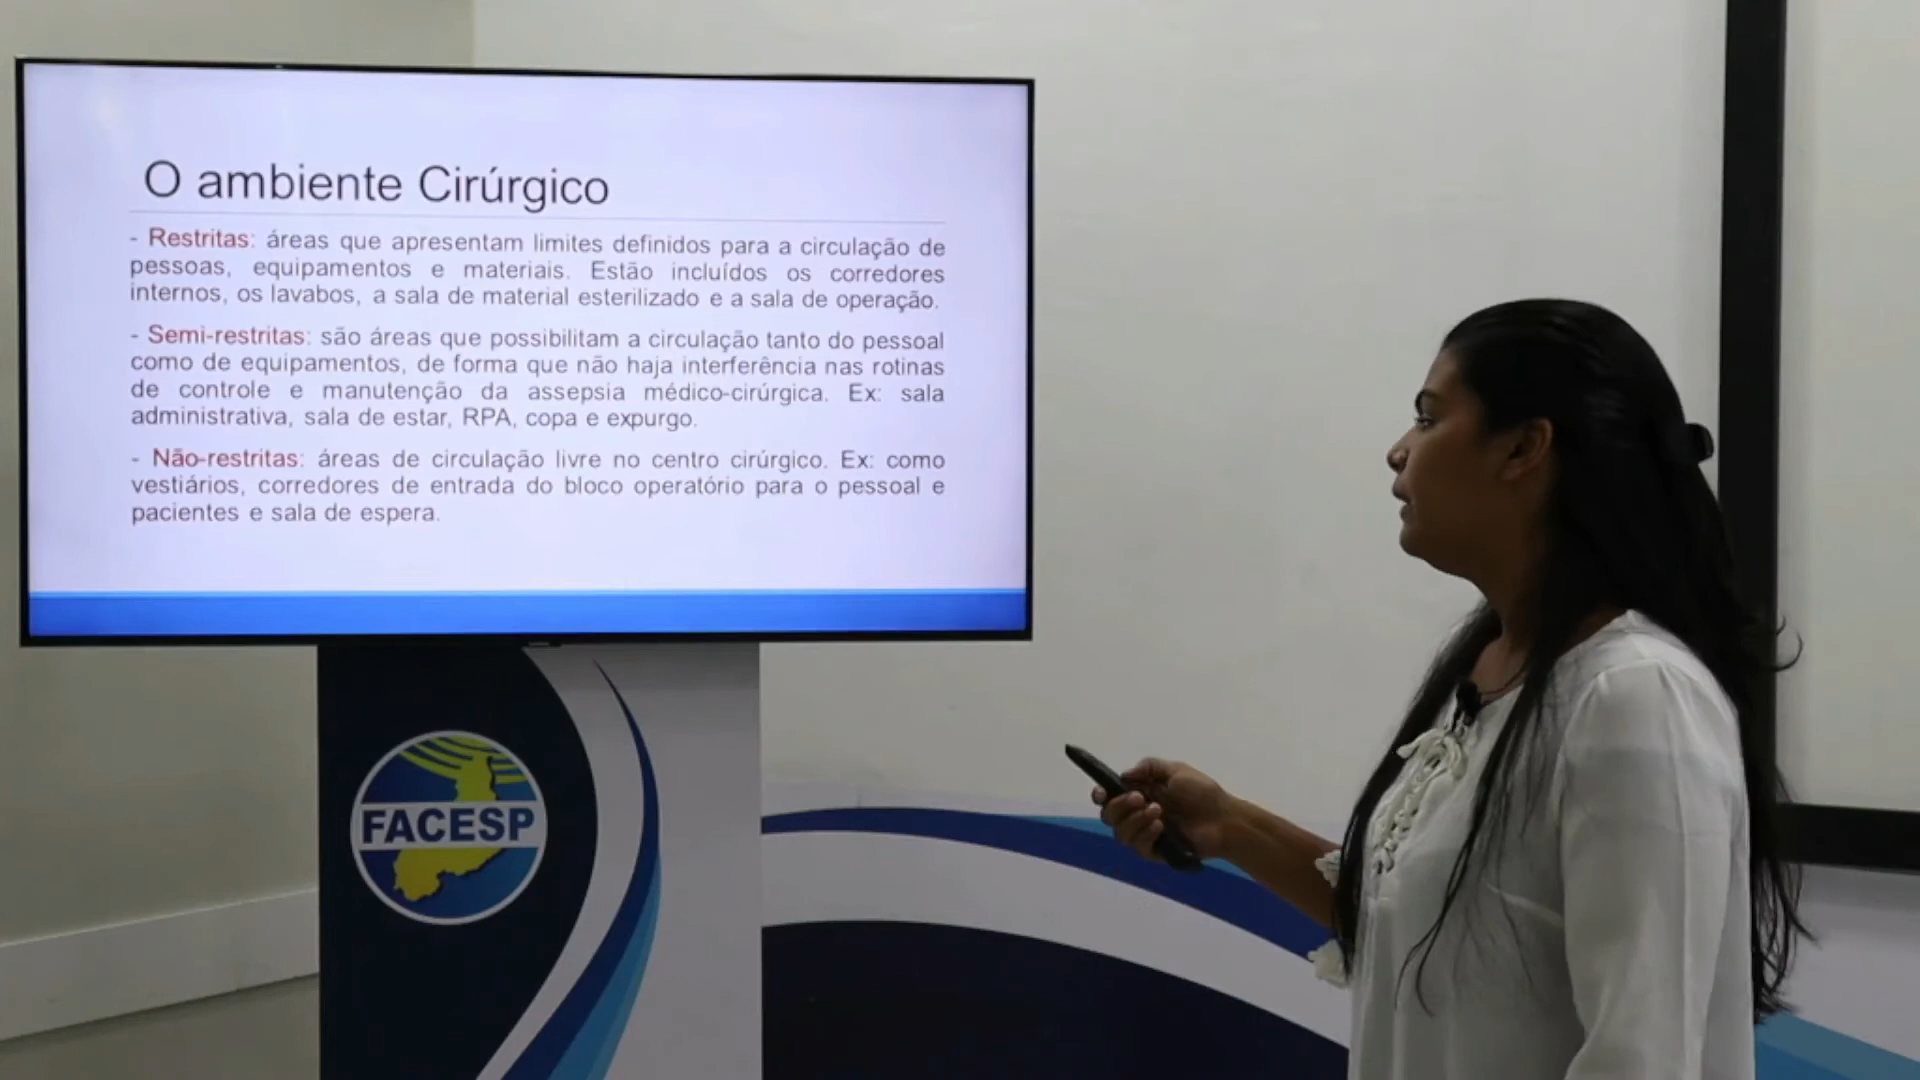 O ambiente Cirúrgico
- Restritas: áreas que apresentam limites definidos para a circulação de
pessoas, equipamentos e materiais. Estão incluídos os corredores
internos, os lavabos, a sala de material esterilizado e a sala de operação.
- Semi-restritas: são áreas que possibilitam a circulação tanto do pessoal
como de equipamentos, de forma que não haja interferência nas rotinas
de controle e manutenção da assepsia médico-cirúrgica. Ex: sala
administrativa, sala de estar, RPA, copa e expurgo.
- Não-restritas: áreas de circulação livre no centro cirúrgico. Ex: como
vestiários, corredores de entrada do bloco operatório para o pessoal e
pacientes e sala de espera.
FACESP